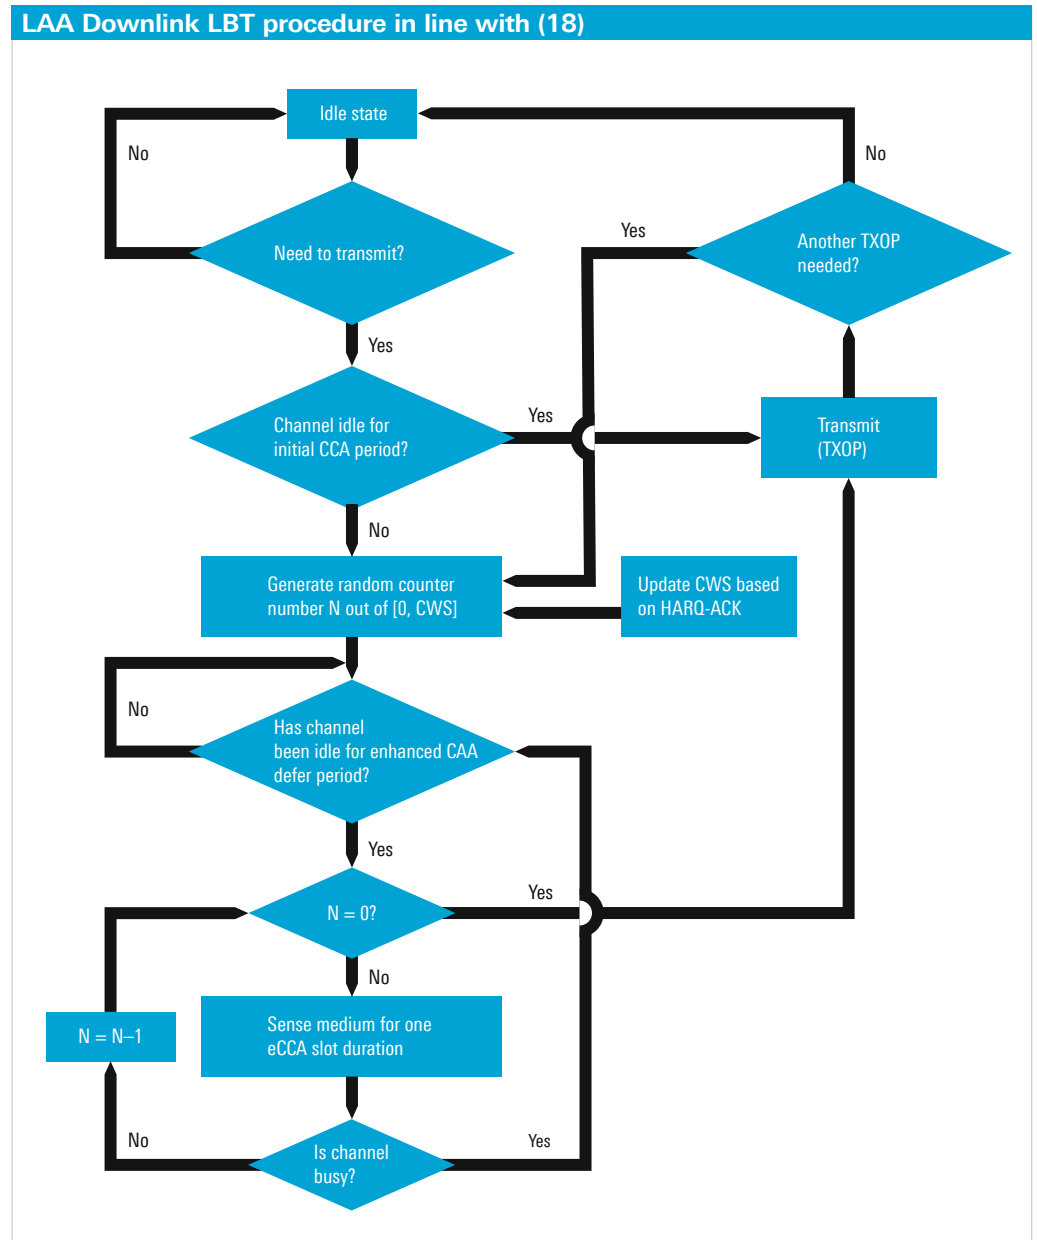 LAA Downlink LBT procedure in line with (18)
Idle state
No
No
Need to transmit?
Yes
Another TXOP
needed?
Yes
Channel idle for
initial CCA period?
Yes
Transmit
(TXOP)
No
Generate random counter
number N out of [0, CWS]
Update CWS based
on HARQ-ACK
No
Has channel
been idle for enhanced CAA
defer period?
Yes
N = 0?
Yes
No
Sense medium for one
eCCA slot duration
N = N–1
No
Is channel
busy?
Yes